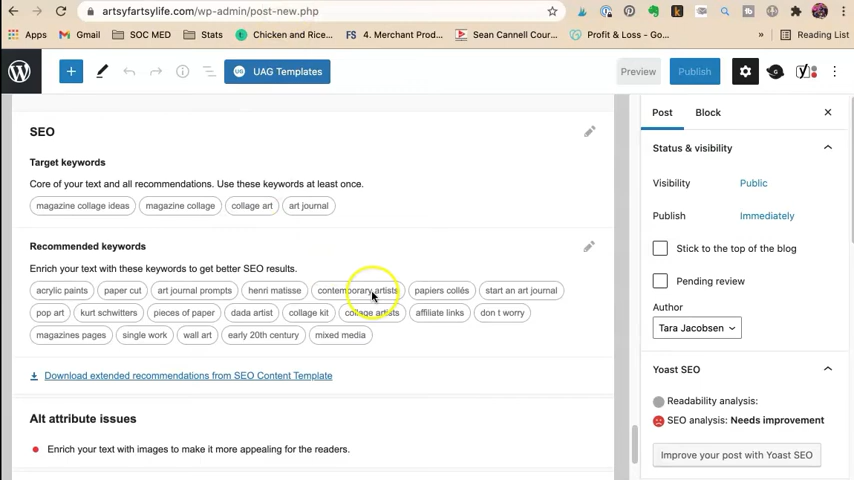 artsyfartsylife.com/wp-admin/post-new.php
Apps SOC MED Stats Chicken and Rice... 4. Merchant Prod... Sean Cannell Cour... Profit & Loss - Go... » Reading List
UAG Templates Preview Publish
SEO
Target keywords
Core of your text and all recommendations. Use these keywords at least once.
magazine collage ideas magazine collage collage art art journal
Recommended keywords
Enrich your text with these keywords to get better SEO results.
acrylic paints paper cut art journal prompts henri matisse contemporary artists papiers collés start an art journal
pop art kurt schwitters pieces of paper dada artist collage kit collage artists affiliate links don t worry
magazines pages single work wall art early 20th century mixed media
Download extended recommendations from SEO Content Template
Alt attribute issues
Enrich your text with images to make it more appealing for the readers.
Post Block
Status & visibility
Visibility Public
Publish Immediately
Stick to the top of the blog
Pending review
Author
Tara Jacobsen
Yoast SEO
Readability analysis:
SEO analysis: Needs improvement
Improve your post with Yoast SEO